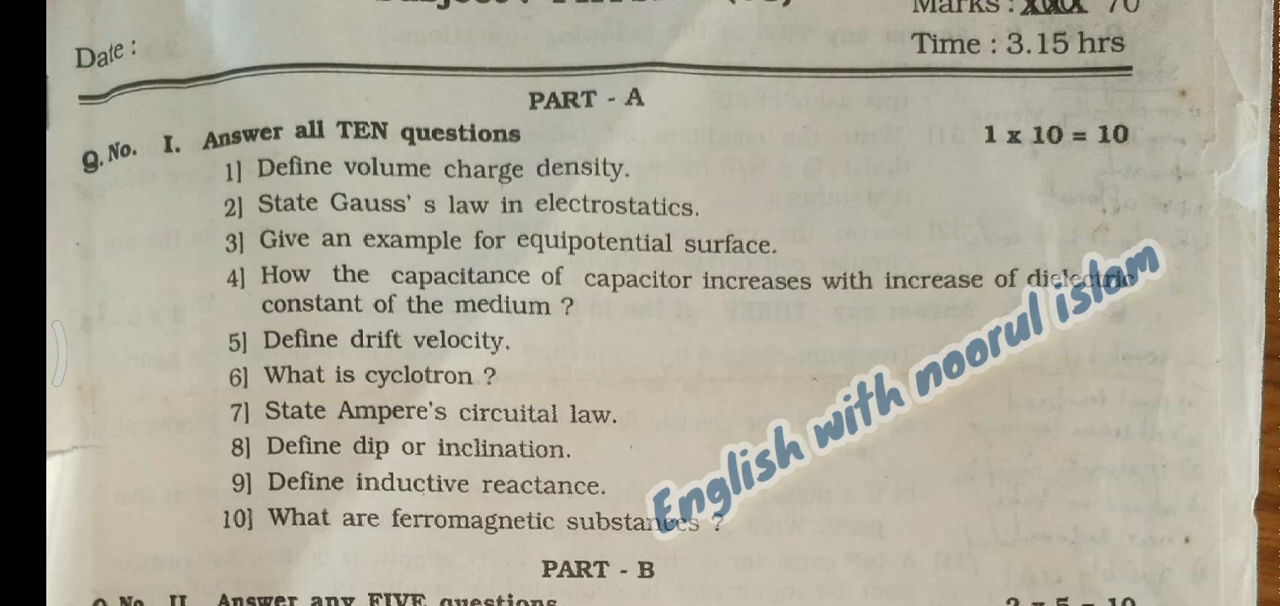 Marks : xxx 70
Date :
Time : 3.15 hrs
PART - A
Q. No. I. Answer all TEN questions 1 x 10 = 10
1] Define volume charge density.
2] State Gauss' s law in electrostatics.
3] Give an example for equipotential surface.
4] How the capacitance of capacitor increases with increase of dielectric
constant of the medium ?
5] Define drift velocity.
6] What is cyclotron ?
7] State Ampere's circuital law.
8] Define dip or inclination.
9] Define inductive reactance.
10] What are ferromagnetic substances ?
English with noorul islam
PART - B
Q. No. II. Answer any FIVE questions 2 x 5 = 10